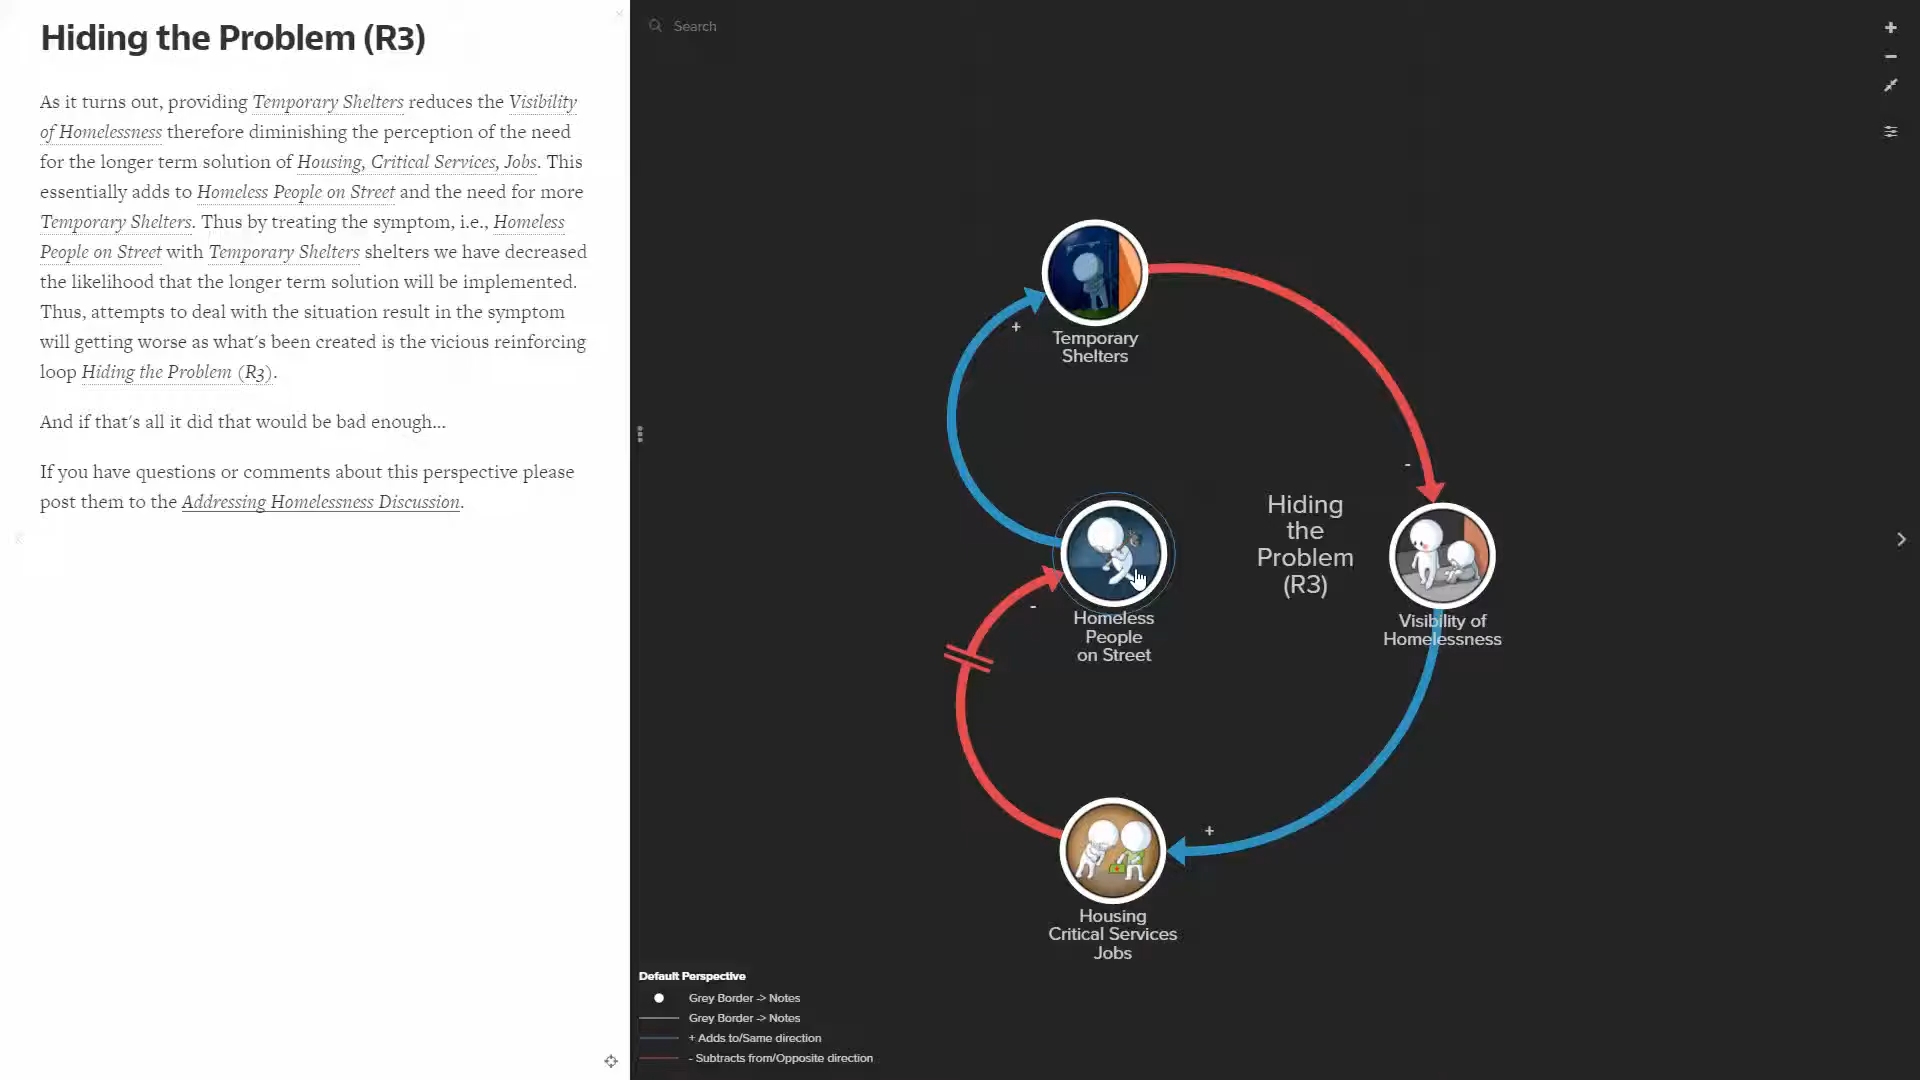 Hiding the Problem (R3)
As it turns out, providing Temporary Shelters reduces the Visibility
of Homelessness therefore diminishing the perception of the need
for the longer term solution of Housing, Critical Services, Jobs. This
essentially adds to Homeless People on Street and the need for more
Temporary Shelters. Thus by treating the symptom, i.e., Homeless
People on Street with Temporary Shelters shelters we have decreased
the likelihood that the longer term solution will be implemented.
Thus, attempts to deal with the situation result in the symptom
will getting worse as what's been created is the vicious reinforcing
loop Hiding the Problem (R3).
And if that's all it did that would be bad enough...
If you have questions or comments about this perspective please
post them to the Addressing Homelessness Discussion.
Search
+
Temporary
Shelters
-
Hiding
the
Problem
(R3)
-
Homeless
People
on Street
Visibility of
Homelessness
+
Housing
Critical Services
Jobs
Default Perspective
Grey Border -> Notes
Grey Border -> Notes
+ Adds to/Same direction
- Subtracts from/Opposite direction